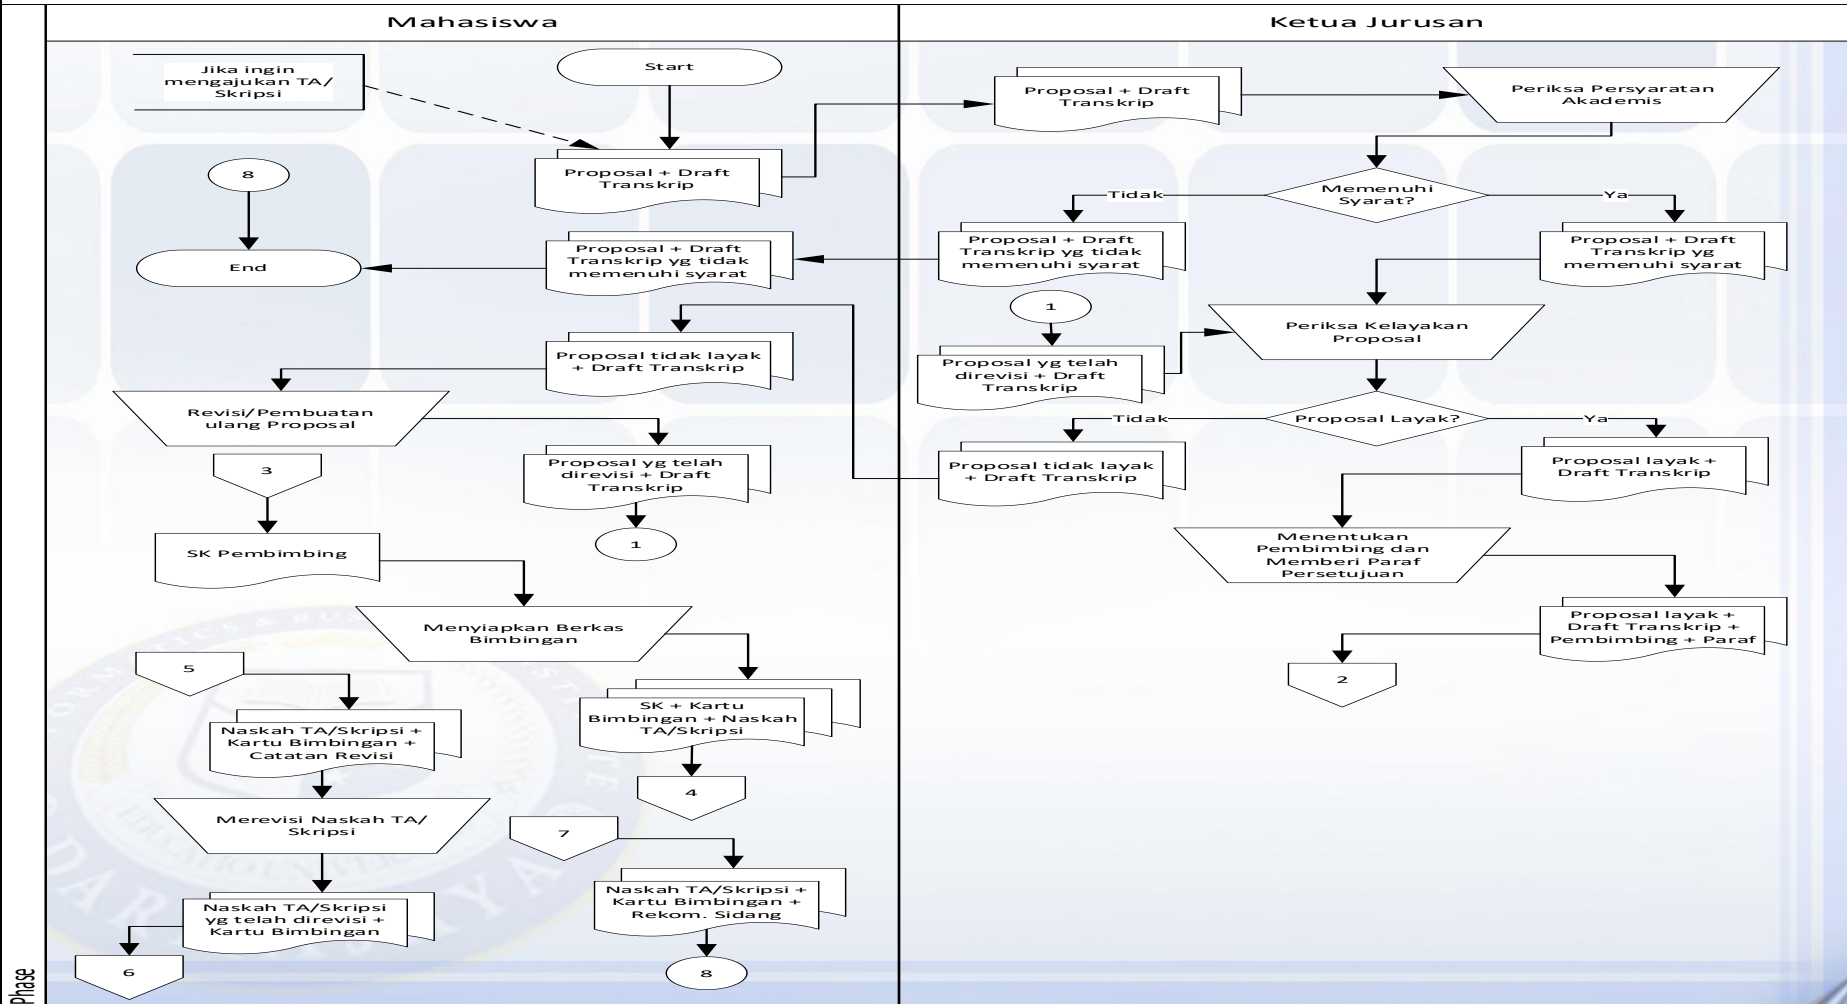 Mahasiswa
Ketua Jurusan
Jika ingin
mengajukan TA/
Skripsi
Start
Proposal + Draft
Transkrip
8
End
Proposal + Draft
Transkrip yg tidak
memenuhi syarat
Proposal tidak layak
+ Draft Transkrip
Revisi/Pembuatan
ulang Proposal
Proposal yg telah
direvisi + Draft
Transkrip
1
3
SK Pembimbing
Menyiapkan Berkas
Bimbingan
SK + Kartu
Bimbingan + Naskah
TA/Skripsi
4
5
Naskah TA/Skripsi +
Kartu Bimbingan +
Catatan Revisi
Merevisi Naskah TA/
Skripsi
Naskah TA/Skripsi
yg telah direvisi +
Kartu Bimbingan
6
7
Naskah TA/Skripsi +
Kartu Bimbingan +
Rekom. Sidang
8
Proposal + Draft
Transkrip
Periksa Persyaratan
Akademis
Memenuhi
Syarat?
Tidak
Ya
Proposal + Draft
Transkrip yg tidak
memenuhi syarat
Proposal + Draft
Transkrip yg
memenuhi syarat
1
Proposal yg telah
direvisi + Draft
Transkrip
Periksa Kelayakan
Proposal
Proposal Layak?
Tidak
Ya
Proposal tidak layak
+ Draft Transkrip
Proposal layak +
Draft Transkrip
Menentukan
Pembimbing dan
Memberi Paraf
Persetujuan
Proposal layak +
Draft Transkrip +
Pembimbing + Paraf
2
Phase